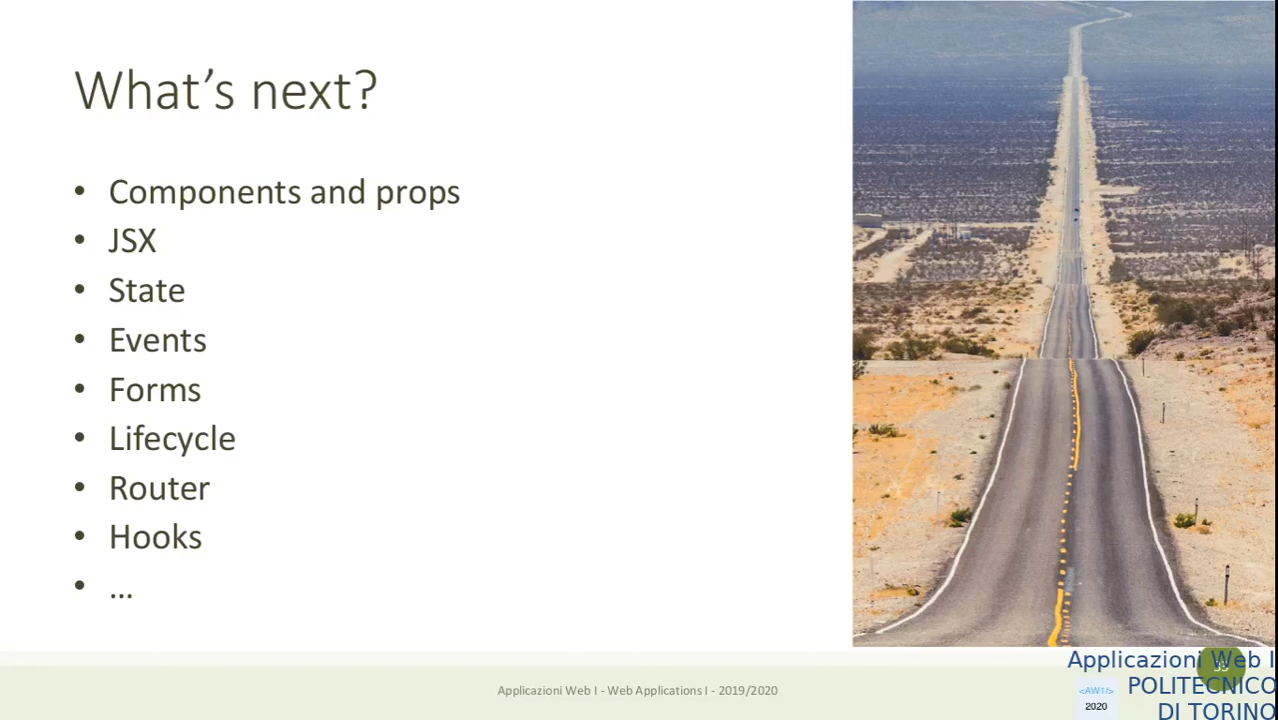 What's next?
• Components and props
• JSX
• State
• Events
• Forms
• Lifecycle
• Router
• Hooks
• ...
Applicazioni Web I - Web Applications I - 2019/2020
<AW1/>
2020
Applicazioni Web I
POLITECNICO
DI TORINO